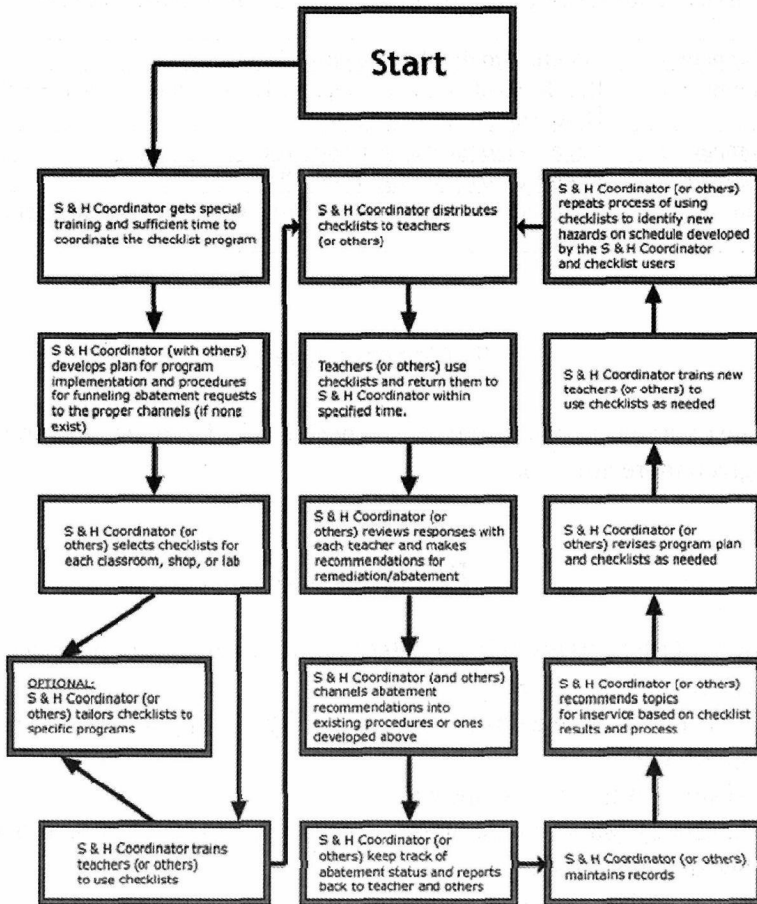 Start
S & H Coordinator gets special
training and sufficient time to
coordinate the checklist program
S & H Coordinator (with others)
develops plan for program
implementation and procedures
for funneling abatement requests
to the proper channels (if none
exist)
S & H Coordinator (or
others) selects checklists for
each classroom, shop, or lab
OPTIONAL:
S & H Coordinator (or
others) tailors checklists to
specific programs
S & H Coordinator trains
teachers (or others)
to use checklists
S & H Coordinator distributes
checklists to teachers
(or others)
Teachers (or others) use
checklists and return them to
S & H Coordinator within
specified time.
S & H Coordinator (or
others) reviews responses with
each teacher and makes
recommendations for
remediation/abatement
S & H Coordinator (and others)
channels abatement
recommendations into
existing procedures or ones
developed above
S & H Coordinator (or
others) keep track of
abatement status and reports
back to teacher and others
S & H Coordinator (or others)
maintains records
S & H Coordinator (or others)
recommends topics
for inservice based on checklist
results and process
S & H Coordinator (or
others) revises program plan
and checklists as needed
S & H Coordinator trains new
teachers (or others) to
use checklists as needed
S & H Coordinator (or others)
repeats process of using
checklists to identify new
hazards on schedule developed
by the S & H Coordinator
and checklist users